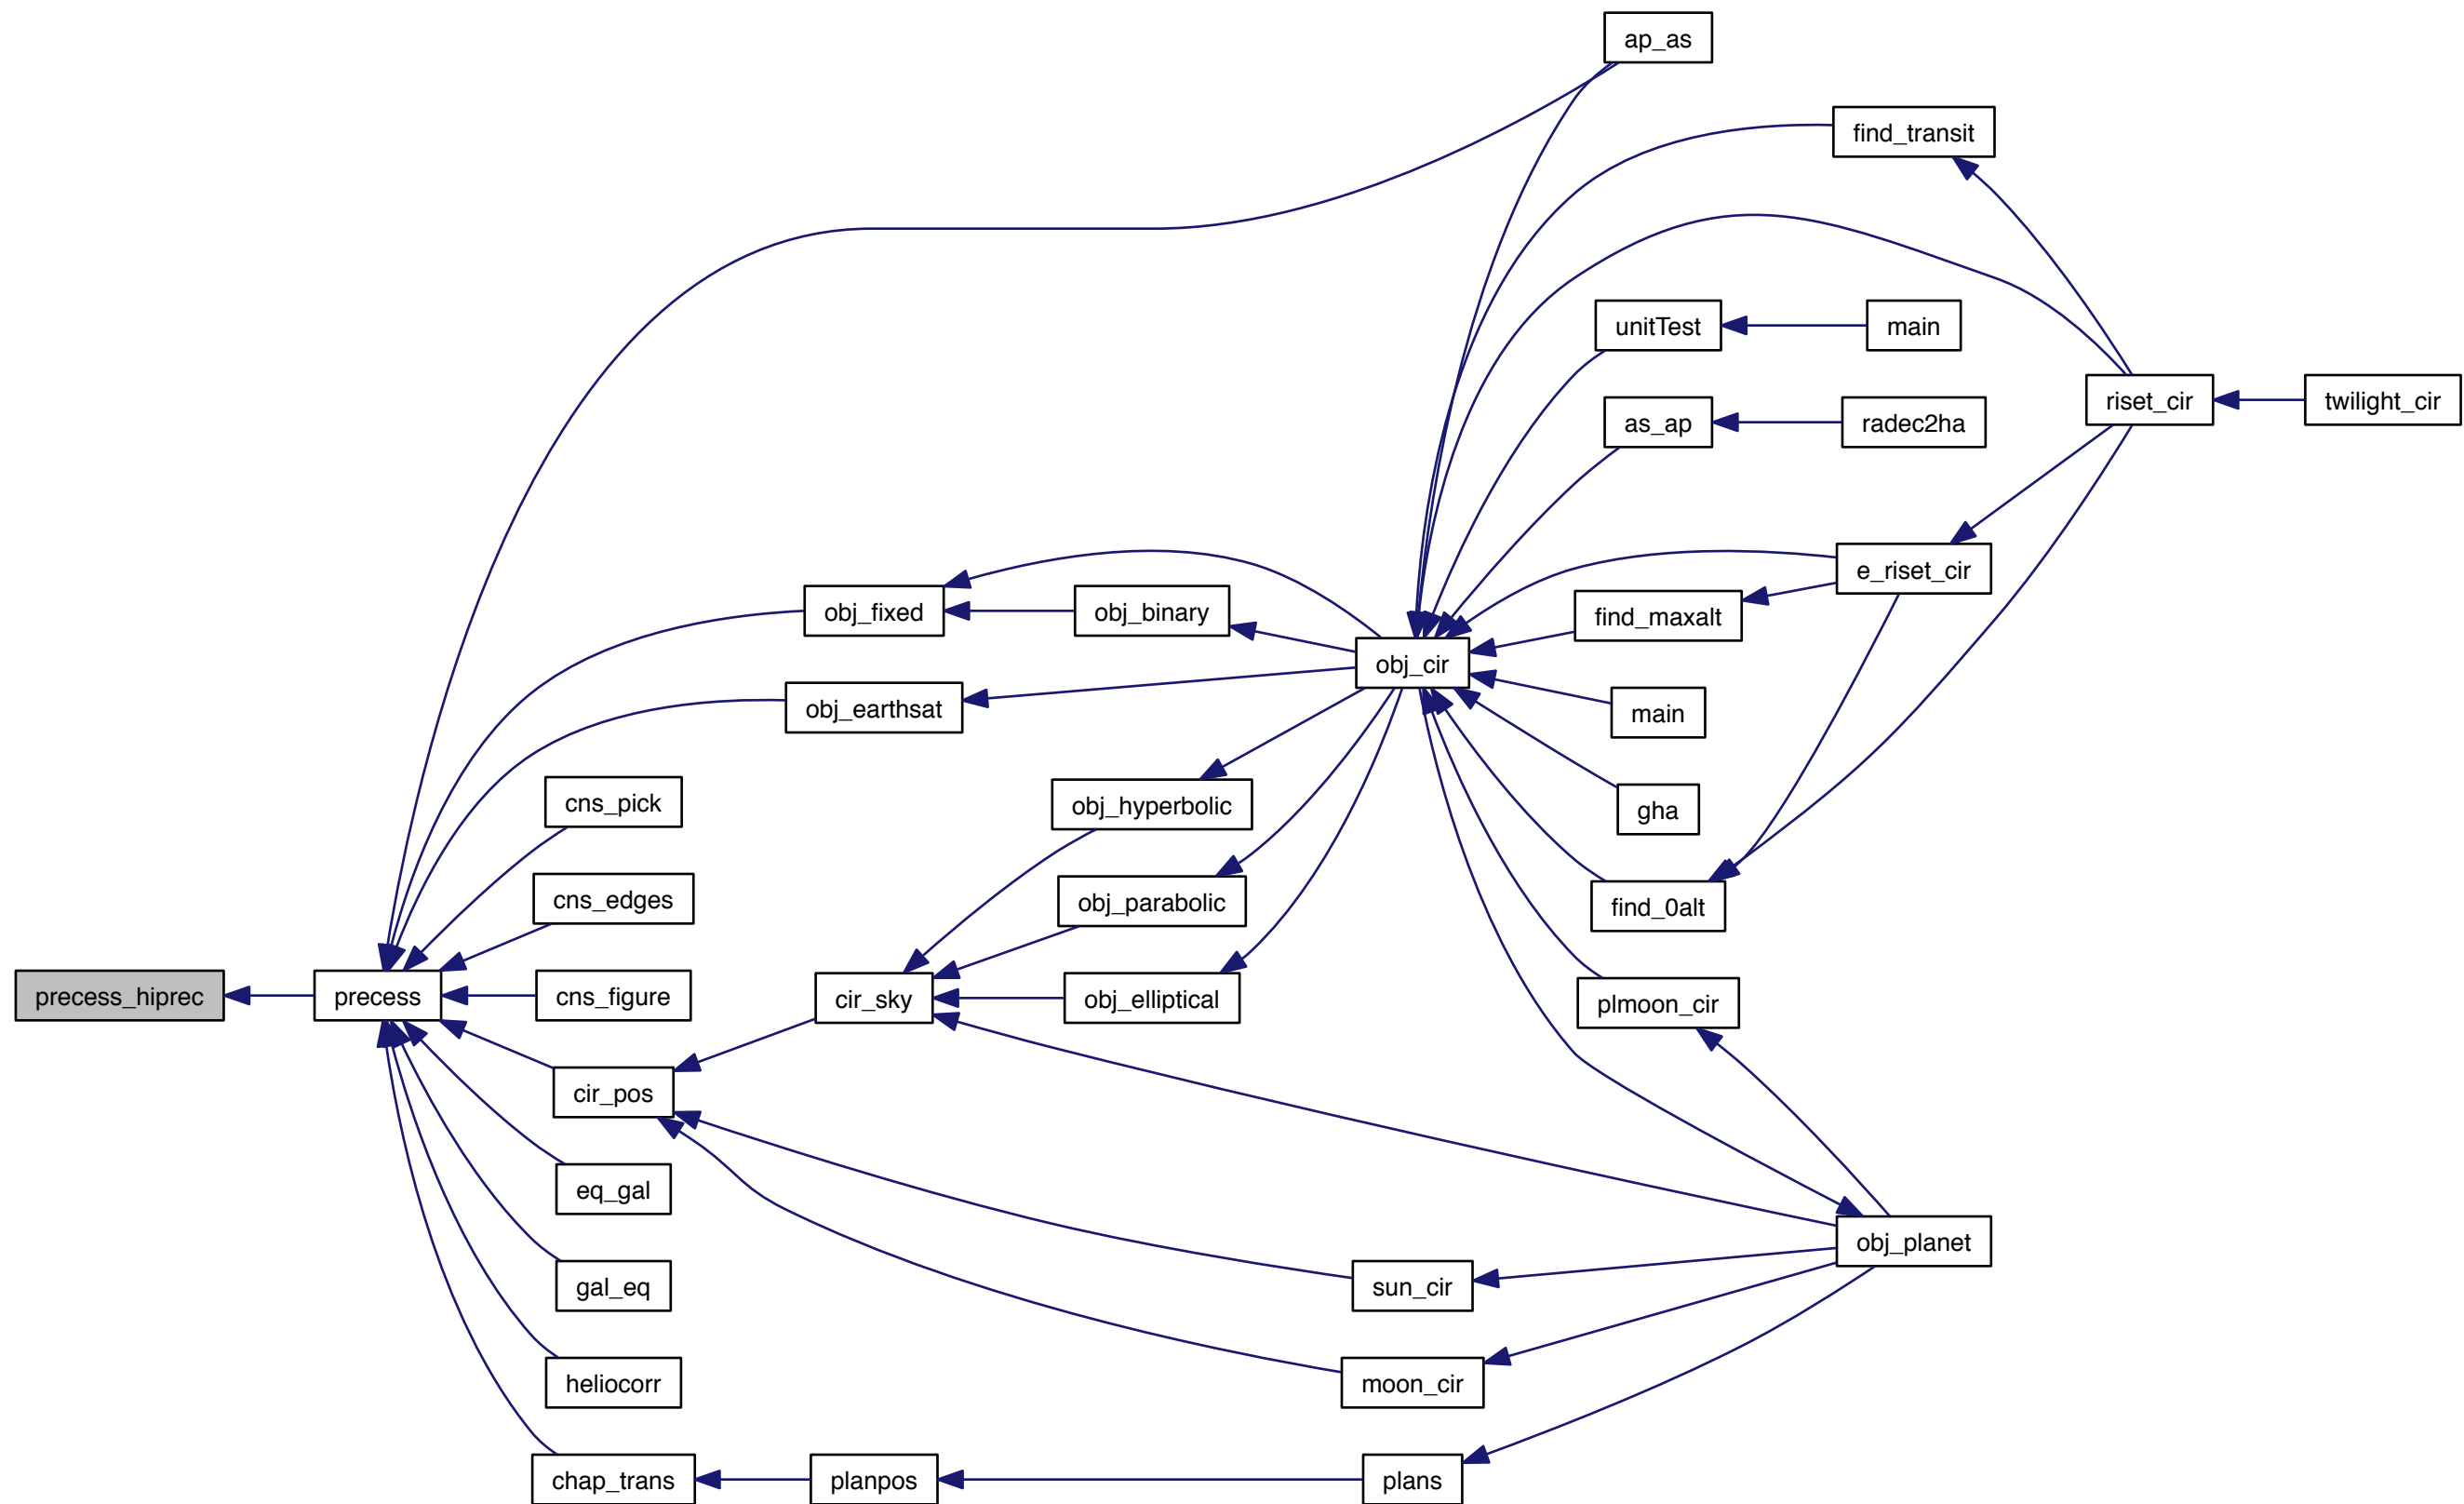 ap_as
find_transit
unitTest
main
riset_cir
twilight_cir
as_ap
radec2ha
e_riset_cir
obj_fixed
obj_binary
find_maxalt
obj_cir
obj_earthsat
main
cns_pick
obj_hyperbolic
gha
cns_edges
obj_parabolic
find_0alt
precess_hiprec
precess
cns_figure
cir_sky
obj_elliptical
plmoon_cir
cir_pos
eq_gal
obj_planet
gal_eq
sun_cir
heliocorr
moon_cir
chap_trans
planpos
plans